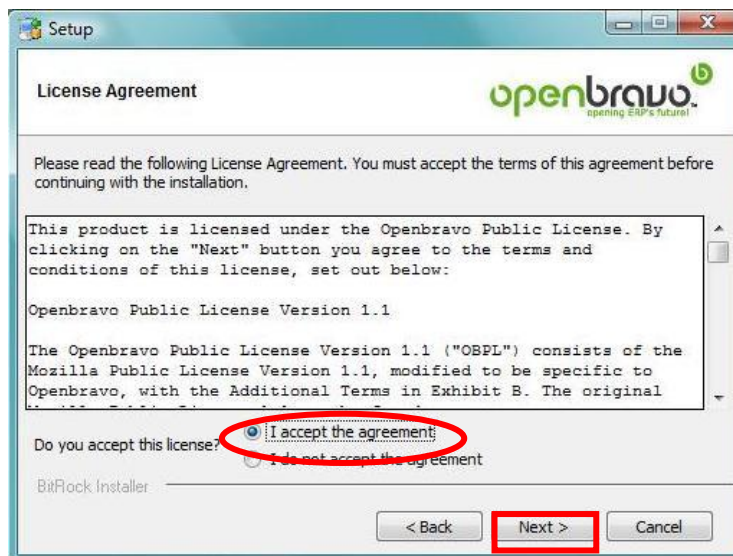 Setup
License Agreement
openbravo.
opening ERP's future!
Please read the following License Agreement. You must accept the terms of this agreement before
continuing with the installation.
This product is licensed under the Openbravo Public License. By
clicking on the "Next" button you agree to the terms and
conditions of this license, set out below:
Openbravo Public License Version 1.1
The Openbravo Public License Version 1.1 ("OBPL") consists of the
Mozilla Public License Version 1.1, modified to be specific to
Openbravo, with the Additional Terms in Exhibit B. The original
Do you accept this license?
I accept the agreement
I do not accept the agreement
BitRock Installer
< Back
Next >
Cancel